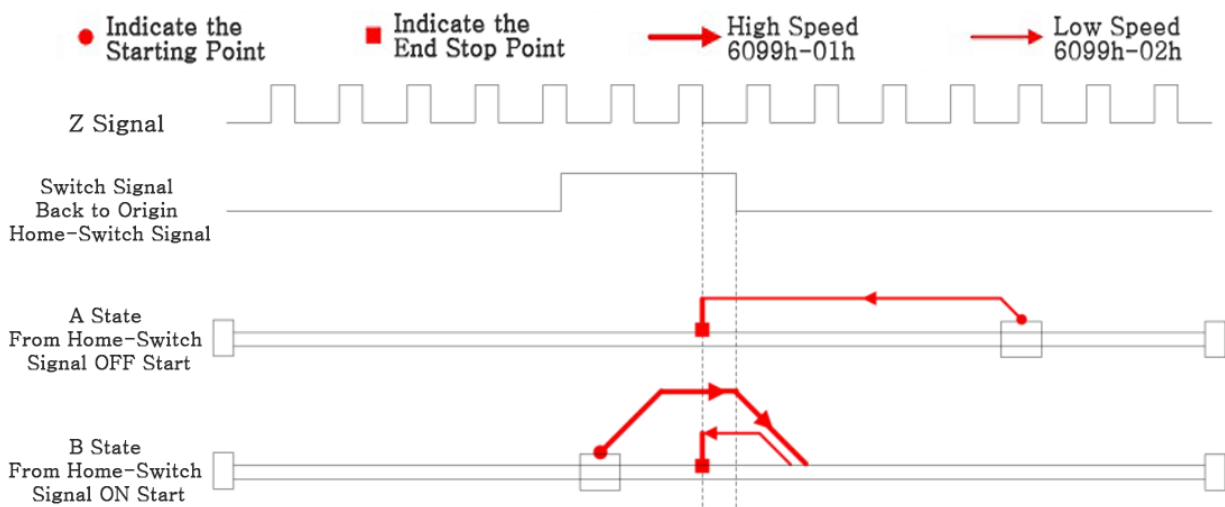 Indicate the
Starting Point
Indicate the
End Stop Point
High Speed
6099h-01h
Low Speed
6099h-02h
Z Signal
Switch Signal
Back to Origin
Home-Switch Signal
A State
From Home-Switch
Signal OFF Start
B State
From Home-Switch
Signal ON Start